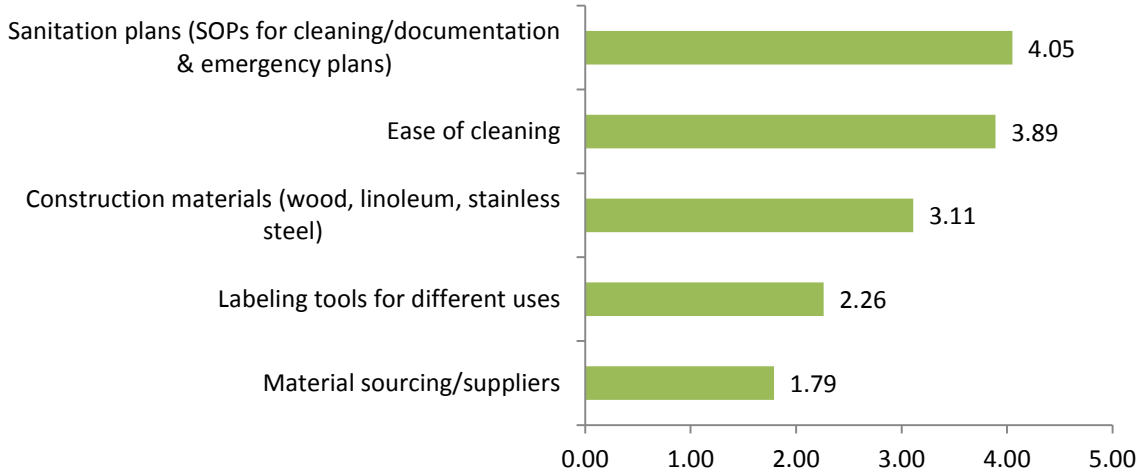 Sanitation plans (SOPs for cleaning/documentation
& emergency plans)
4.05
Ease of cleaning
3.89
Construction materials (wood, linoleum, stainless
steel)
3.11
Labeling tools for different uses
2.26
Material sourcing/suppliers
1.79
0.00 1.00 2.00 3.00 4.00 5.00